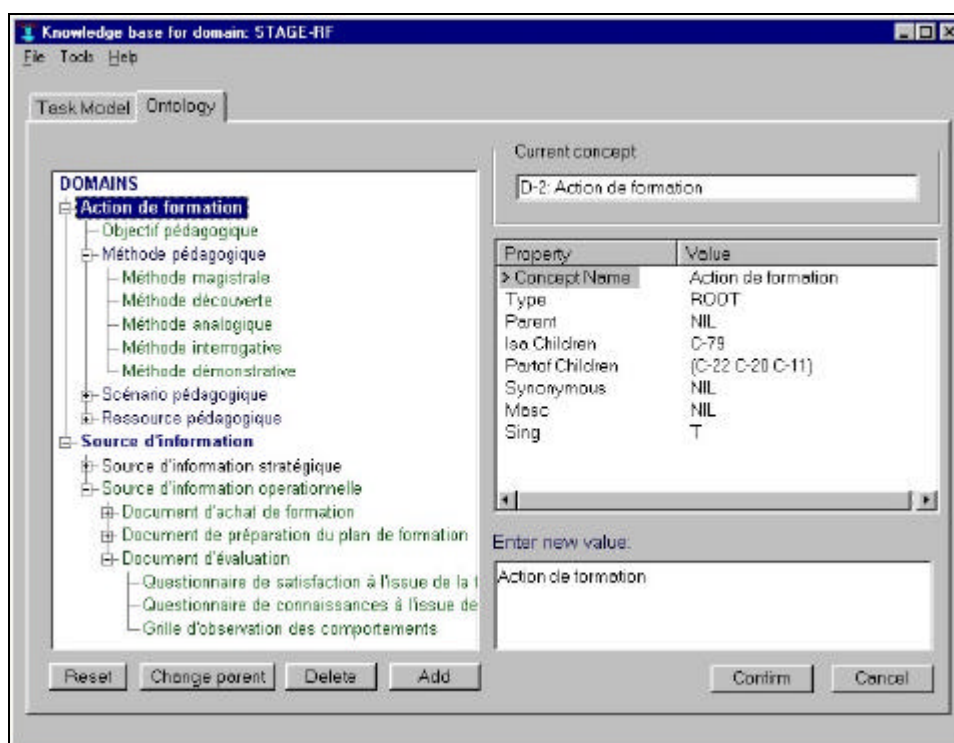 Knowledge base for domain: STAGE-RF
File Tools Help
Task Model Ontology
DOMAINS
Action de formation
Objectif pédagogique
Méthode pédagogique
Méthode magistrale
Méthode découverte
Méthode analogique
Méthode interrogative
Méthode démonstrative
Scénario pédagogique
Ressource pédagogique
Source d'information
Source d'information stratégique
Source d'information operationnelle
Document d'achat de formation
Document de préparation du plan de formation
Document d'évaluation
Questionnaire de satisfaction à l'issue de la f
Questionnaire de connaissances à l'issue de
Grille d'observation des comportements
Reset Change parent Delete Add
Current concept
D-2: Action de formation
Property Value
> Concept Name Action de formation
Type ROOT
Parent NIL
Isa Children C-79
Partof Children (C-22 C-20 C-11)
Synonymous NIL
Masc NIL
Sing T
Enter new value:
Action de formation
Confirm Cancel